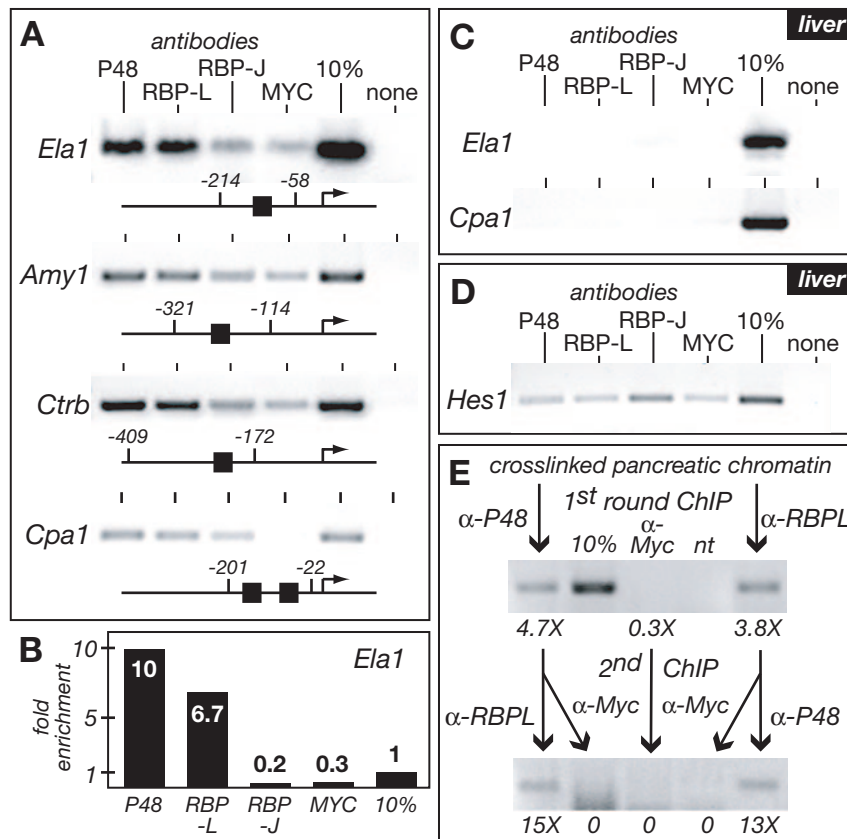 A
antibodies
P48 RBP-J 10%
RBP-L MYC none
Ela1
-214 -58
Amy1
-321 -114
Ctrb
-409 -172
Cpa1
-201 -22
B
Ela1
fold enrichment
10
5
1
10 6.7 0.2 0.3 1
P48 RBP-L RBP-J MYC 10%
C
liver
antibodies
P48 RBP-J 10%
RBP-L MYC none
Ela1
Cpa1
D
liver
antibodies
P48 RBP-J 10%
RBP-L MYC none
Hes1
E
crosslinked pancreatic chromatin
1st round ChIP
α-P48 10% α-Myc nt α-RBPL
4.7X 0.3X 3.8X
2nd ChIP
α-RBPL α-Myc α-Myc α-P48
15X 0 0 0 13X